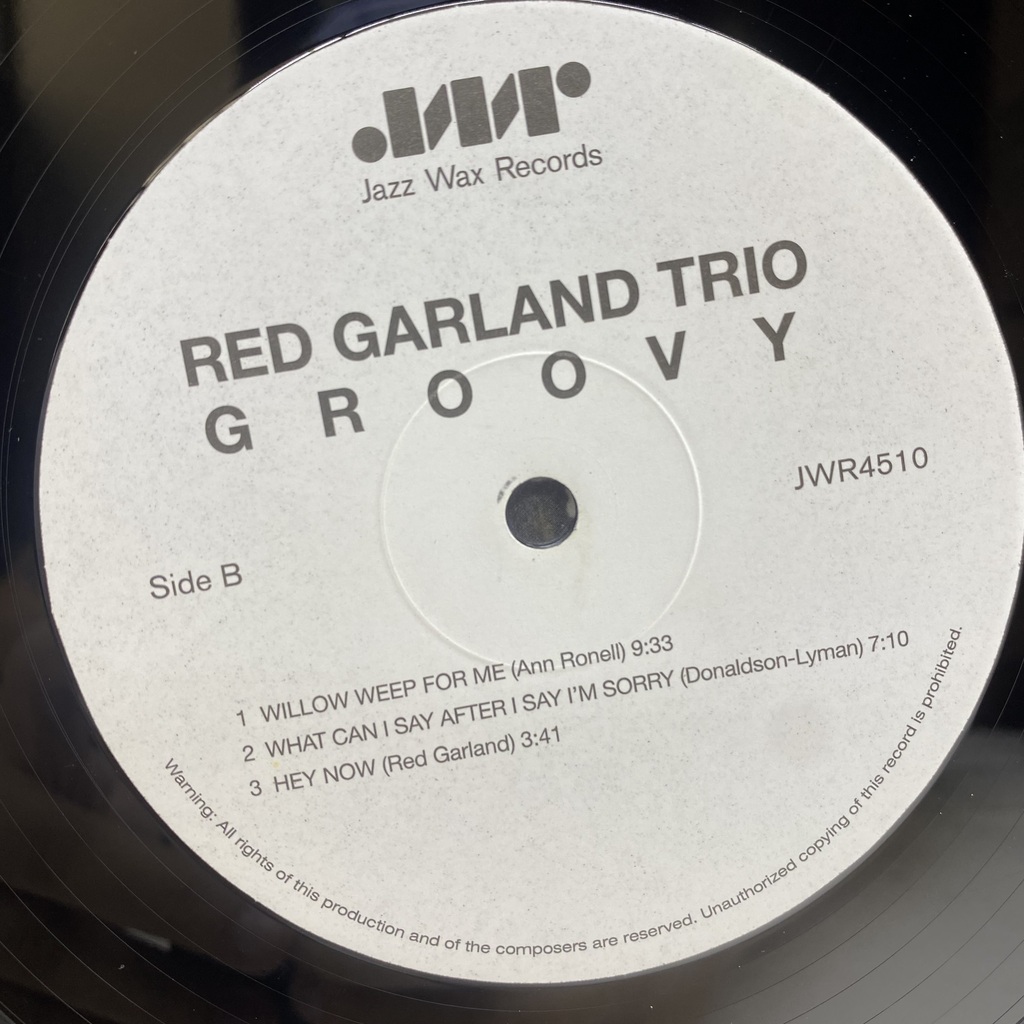 JWR
Jazz Wax Records
RED GARLAND TRIO
G R O O V Y
JWR4510
Side B
1 WILLOW WEEP FOR ME (Ann Ronell) 9:33
2 WHAT CAN I SAY AFTER I SAY I'M SORRY (Donaldson-Lyman) 7:10
3 HEY NOW (Red Garland) 3:41
Warning: All rights of this production and of the composers are reserved. Unauthorized copying of this record is prohibited.